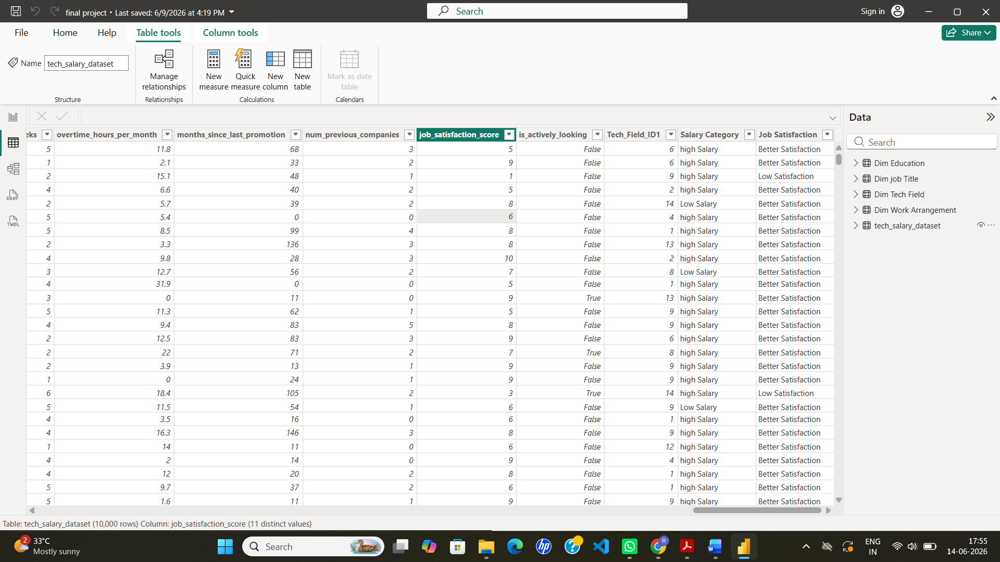 final project • Last saved: 6/9/2026 at 4:19 PM
Search
Sign in
File Home Help Table tools Column tools
Share
Name tech_salary_dataset
Manage relationships
New measure
Quick measure
New column
New table
Mark as date table
Structure Relationships Calculations Calendars
eks overtime_hours_per_month months_since_last_promotion num_previous_companies job_satisfaction_score is_actively_looking Tech_Field_ID1 Salary Category Job Satisfaction
5 11.8 68 3 5 False 6 high Salary Better Satisfaction
1 2.1 33 2 9 False 6 high Salary Better Satisfaction
2 15.1 48 1 1 False 9 high Salary Low Satisfaction
4 6.6 40 2 5 False 2 high Salary Better Satisfaction
2 5.7 39 2 8 False 14 Low Salary Better Satisfaction
5 5.4 0 0 6 False 4 high Salary Better Satisfaction
5 8.5 99 4 8 False 1 high Salary Better Satisfaction
2 3.3 136 3 8 False 13 high Salary Better Satisfaction
4 9.8 28 3 10 False 2 high Salary Better Satisfaction
3 12.7 56 2 7 False 8 Low Salary Better Satisfaction
4 31.9 0 0 5 False 1 high Salary Better Satisfaction
3 0 11 0 9 True 13 high Salary Better Satisfaction
5 11.3 62 1 5 False 9 high Salary Better Satisfaction
4 9.4 83 5 8 False 9 high Salary Better Satisfaction
2 12.5 83 3 9 False 6 high Salary Better Satisfaction
2 22 71 2 7 True 8 high Salary Better Satisfaction
2 3.9 13 1 9 False 9 high Salary Better Satisfaction
1 0 24 1 9 False 9 high Salary Better Satisfaction
6 18.4 105 2 3 True 14 high Salary Low Satisfaction
5 11.5 54 1 6 False 9 Low Salary Better Satisfaction
4 3.5 16 0 6 False 1 high Salary Better Satisfaction
4 16.3 146 3 8 False 9 high Salary Better Satisfaction
1 14 11 0 6 False 12 high Salary Better Satisfaction
4 2 14 0 9 False 4 high Salary Better Satisfaction
4 12 20 2 8 False 1 high Salary Better Satisfaction
5 9.7 37 2 6 False 1 high Salary Better Satisfaction
5 1.6 11 1 9 False 9 high Salary Better Satisfaction
DAX
TMDL
Data
Search
Dim Education
Dim job Title
Dim Tech Field
Dim Work Arrangement
tech_salary_dataset
Table: tech_salary_dataset (10,000 rows) Column: job_satisfaction_score (11 distinct values)
2
33°C
Mostly sunny
Search
hp
R
W
ENG
IN
17:55
14-06-2026